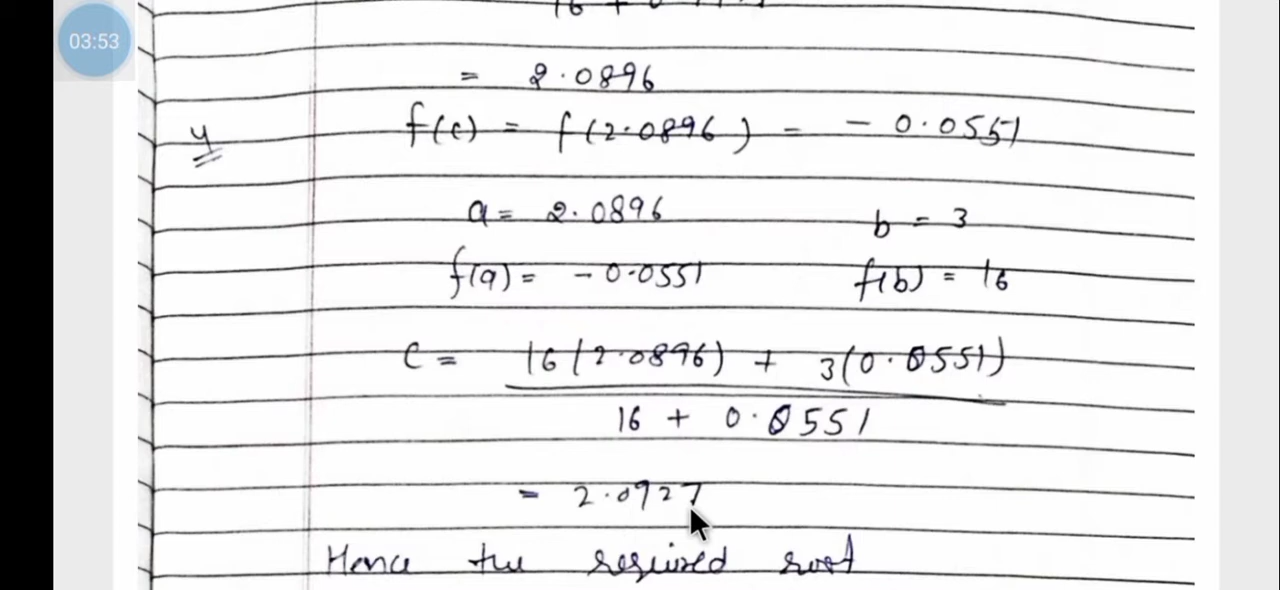 03:53
= 2.0896
4 f(c) = f(2.0896) = - 0.0551
a = 2.0896 b = 3
f(a) = - 0.0551 f(b) = 16
c = 16(2.0896) + 3(0.0551)
16 + 0.0551
= 2.0927
Hence the required root